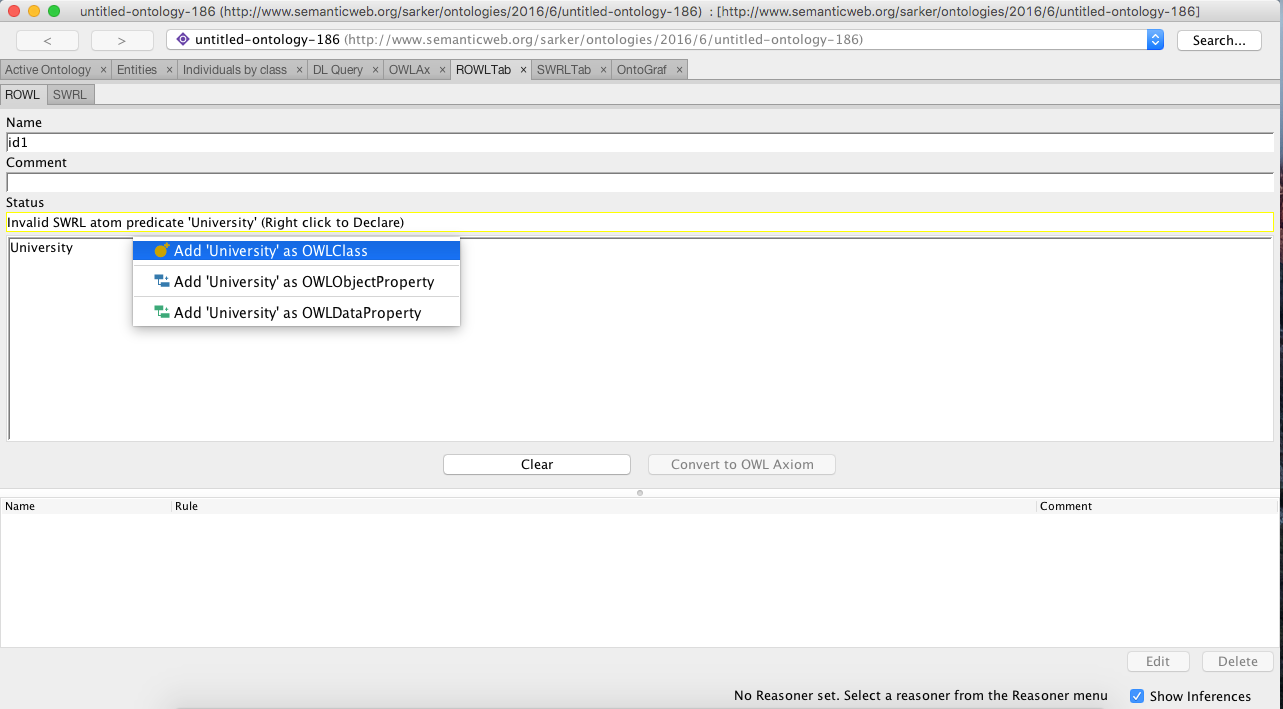 untitled-ontology-186 (http://www.semanticweb.org/sarker/ontologies/2016/6/untitled-ontology-186) : [http://www.semanticweb.org/sarker/ontologies/2016/6/untitled-ontology-186]
< > untitled-ontology-186 (http://www.semanticweb.org/sarker/ontologies/2016/6/untitled-ontology-186) Search...
Active Ontology × Entities × Individuals by class × DL Query × OWLAx × ROWLTab × SWRLTab × OntoGraf ×
ROWL SWRL
Name
id1
Comment
Status
Invalid SWRL atom predicate 'University' (Right click to Declare)
University
Add 'University' as OWLClass
Add 'University' as OWLObjectProperty
Add 'University' as OWLDataProperty
Clear Convert to OWL Axiom
Name Rule Comment
Edit Delete
No Reasoner set. Select a reasoner from the Reasoner menu Show Inferences